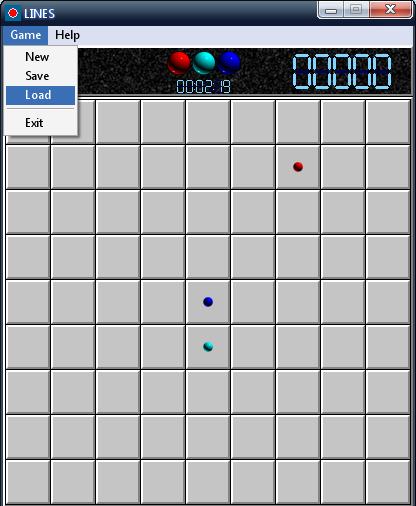 LINES
Game Help
New
Save
Load
Exit
00000
00:02:19